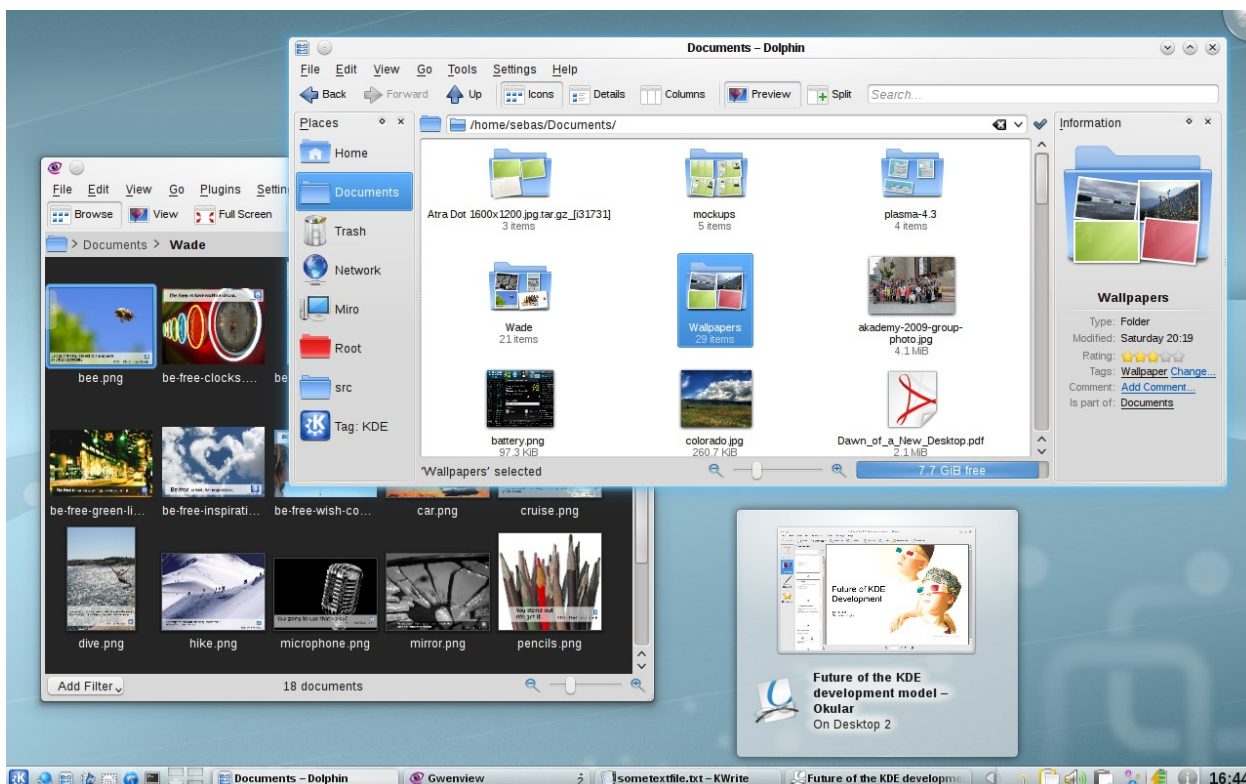 Documents – Dolphin
File Edit View Go Tools Settings Help
Back Forward Up Icons Details Columns Preview Split Search...
Places
/home/sebas/Documents/
Information
Home
Documents
Trash
Network
Miro
Root
src
Tag: KDE
Atra Dot 1600x1200.jpg.tar.gz_[i31731]
3 items
mockups
5 items
plasma-4.3
4 items
Wade
21 items
Wallpapers
29 items
akademy-2009-group-
photo.jpg
4.1 MiB
battery.png
97.3 KiB
colorado.jpg
260.7 KiB
Dawn_of_a_New_Desktop.pdf
2.1 MiB
'Wallpapers' selected
7.7 GiB free
Wallpapers
Type: Folder
Modified: Saturday 20:19
Rating:
Tags: Wallpaper Change...
Comment: Add Comment...
Is part of: Documents
File Edit View Go Plugins Settin
Browse View Full Screen
> Documents > Wade
bee.png
be-free-clocks....
be
be-free-green-li...
be-free-inspirati...
be-free-wish-co...
car.png
cruise.png
dive.png
hike.png
microphone.png
mirror.png
pencils.png
You stand out
We get it.
Add Filter
18 documents
Future of KDE
Development
Future of the KDE
development model –
Okular
On Desktop 2
Documents – Dolphin
Gwenview
sometextfile.txt – KWrite
Future of the KDE developme
16:44